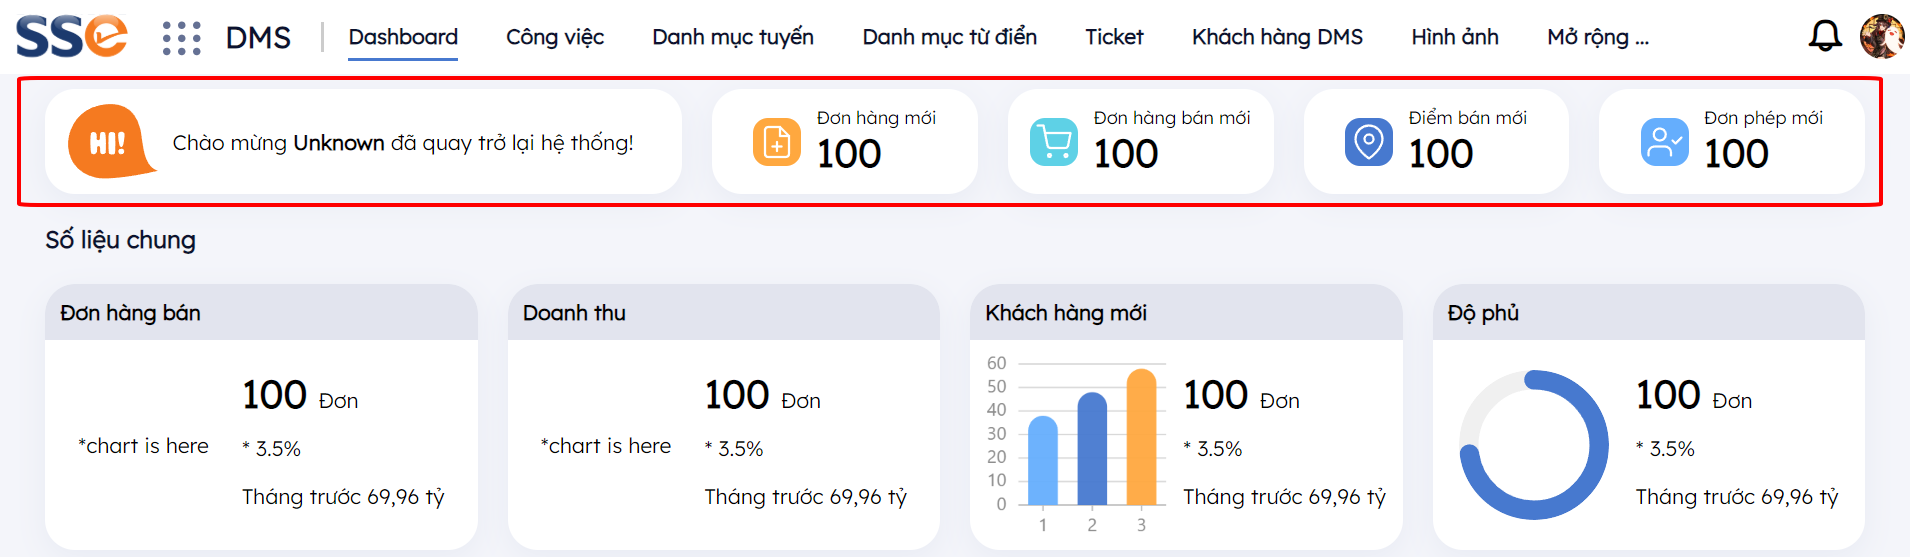 SSe DMS Dashboard Công việc Danh mục tuyến Danh mục từ điển Ticket Khách hàng DMS Hình ảnh Mở rộng ...
HI! Chào mừng Unknown đã quay trở lại hệ thống!
Đơn hàng mới
100
Đơn hàng bán mới
100
Điểm bán mới
100
Đơn phép mới
100
Số liệu chung
Đơn hàng bán
*chart is here
100 Đơn
* 3.5%
Tháng trước 69,96 tỷ
Doanh thu
*chart is here
100 Đơn
* 3.5%
Tháng trước 69,96 tỷ
Khách hàng mới
60
50
40
30
20
10
0
1 2 3
100 Đơn
* 3.5%
Tháng trước 69,96 tỷ
Độ phủ
100 Đơn
* 3.5%
Tháng trước 69,96 tỷ